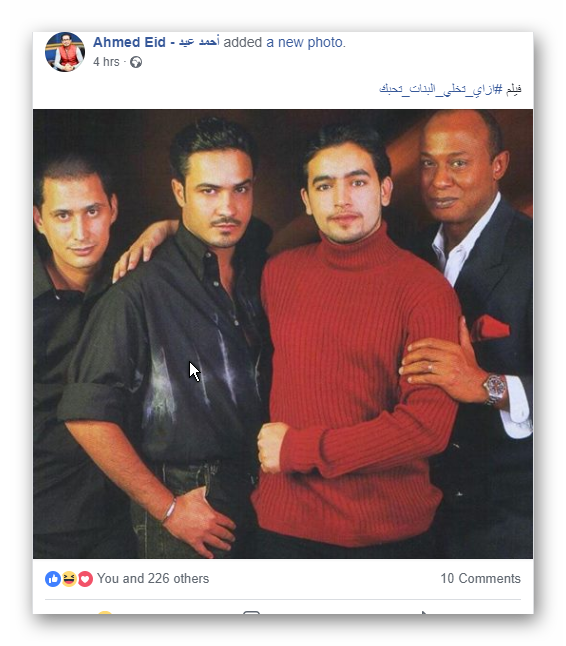 Ahmed Eid - أحمد عيد added a new photo.
4 hrs ·
فيلم #ازاي_تخلي_البنات_تحبك
You and 226 others
10 Comments